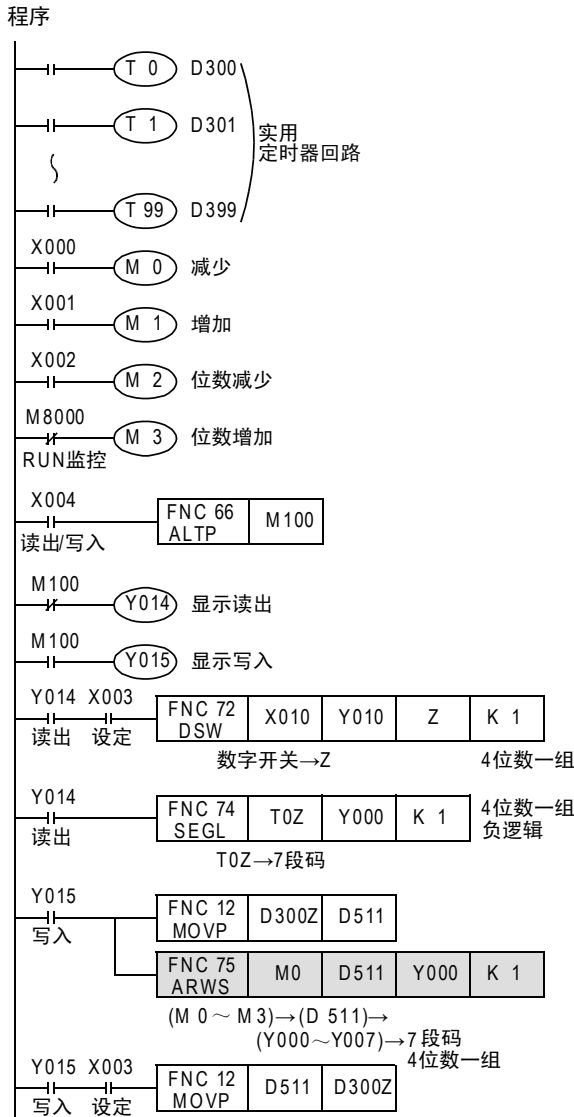 程序
T 0 D300
T 1 D301
实用
定时器回路
T 99 D399
X000
M 0 减少
X001
M 1 增加
X002
M 2 位数减少
M8000
M 3 位数增加
RUN监控
X004
FNC 66
ALTP M100
读出/写入
M100
Y014 显示读出
M100
Y015 显示写入
Y014 X003
FNC 72
DSW X010 Y010 Z K 1
读出 设定
数字开关→Z 4位数一组
Y014
FNC 74
SEGL T0Z Y000 K 1
4位数一组
负逻辑
读出
T0Z→7段码
Y015
FNC 12
MOVP D300Z D511
写入
FNC 75
ARWS M0 D511 Y000 K 1
(M 0～M 3)→(D 511)→
(Y000～Y007)→7段码
4位数一组
Y015 X003
FNC 12
MOVP D511 D300Z
写入 设定